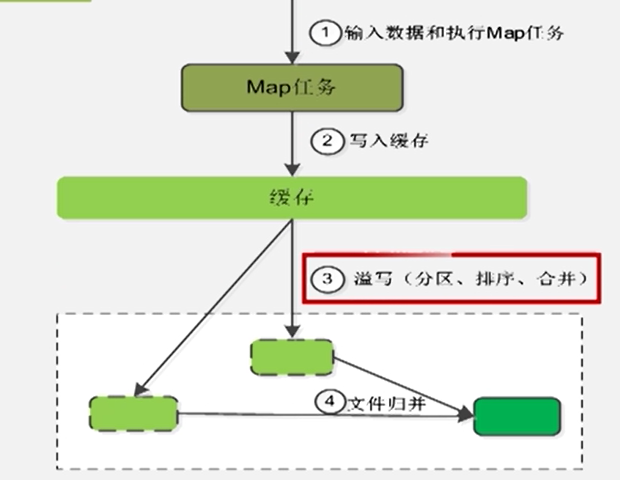 ① 输入数据和执行Map任务
Map任务
② 写入缓存
缓存
③ 溢写（分区、排序、合并）
④ 文件归并